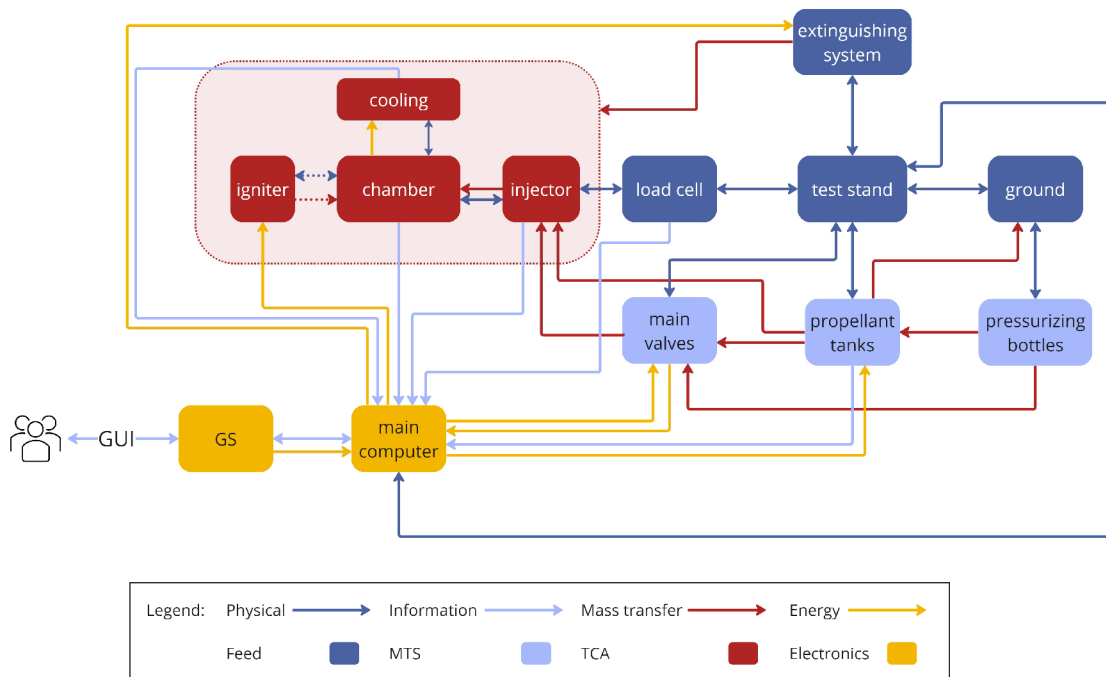 extinguishing
system
cooling
igniter
chamber
injector
load cell
test stand
ground
main
valves
propellant
tanks
pressurizing
bottles
GUI
GS
main
computer
Legend: Physical Information Mass transfer Energy
Feed MTS TCA Electronics